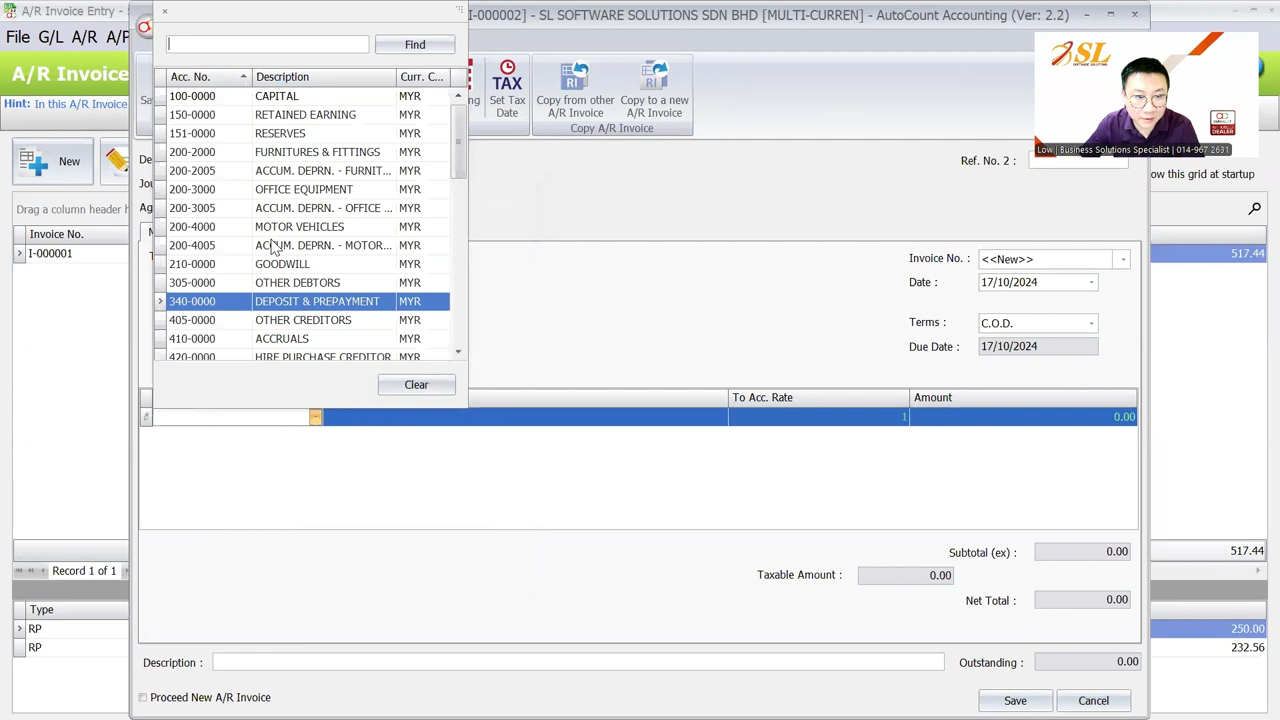 A/R Invoice Entry -
I-000002] - SL SOFTWARE SOLUTIONS SDN BHD [MULTI-CURREN] - AutoCount Accounting (Ver: 2.2)
File G/L A/R A/P
A/R Invoice
Hint: In this A/R Invoice
New
Drag a column header h
Invoice No.
I-000001
Record 1 of 1
Type
RP
RP
Find
Acc. No. Description Curr. C...
100-0000 CAPITAL MYR
150-0000 RETAINED EARNING MYR
151-0000 RESERVES MYR
200-2000 FURNITURES & FITTINGS MYR
200-2005 ACCUM. DEPRN. - FURNIT... MYR
200-3000 OFFICE EQUIPMENT MYR
200-3005 ACCUM. DEPRN. - OFFICE ... MYR
200-4000 MOTOR VEHICLES MYR
200-4005 ACCUM. DEPRN. - MOTOR... MYR
210-0000 GOODWILL MYR
305-0000 OTHER DEBTORS MYR
340-0000 DEPOSIT & PREPAYMENT MYR
405-0000 OTHER CREDITORS MYR
410-0000 ACCRUALS MYR
420-0000 HIRE PURCHASE CREDITOR MYR
Clear
TAX
Set Tax
Date
Copy from other
A/R Invoice
Copy to a new
A/R Invoice
Copy A/R Invoice
SL
SOFTWARE SOLUTIONS
Low | Business Solutions Specialist | 014-967 2631
Ref. No. 2 :
ow this grid at startup
Invoice No. : <<New>>
Date : 17/10/2024
Terms : C.O.D.
Due Date : 17/10/2024
517.44
To Acc. Rate Amount
1 0.00
Subtotal (ex) : 0.00
Taxable Amount : 0.00
Net Total : 0.00
517.44
250.00
232.56
Description :
Outstanding : 0.00
Proceed New A/R Invoice
Save
Cancel